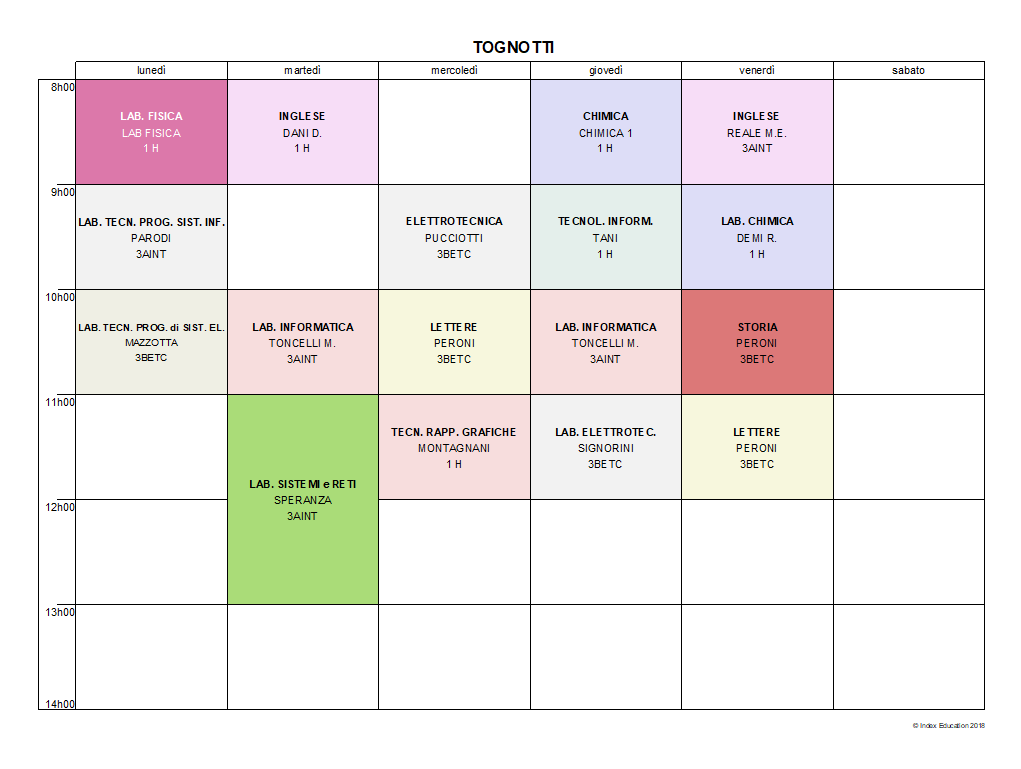 TOGNOTTI
lunedì martedì mercoledì giovedì venerdì sabato
8h00
LAB. FISICA
LAB FISICA
1 H
INGLESE
DANI D.
1 H
CHIMICA
CHIMICA 1
1 H
INGLESE
REALE M.E.
3AINT
9h00
LAB. TECN. PROG. SIST. INF.
PARODI
3AINT
ELETTROTECNICA
PUCCIOTTI
3BETC
TECNOL. INFORM.
TANI
1 H
LAB. CHIMICA
DEMI R.
1 H
10h00
LAB. TECN. PROG. di SIST. EL.
MAZZOTTA
3BETC
LAB. INFORMATICA
TONCELLI M.
3AINT
LETTERE
PERONI
3BETC
LAB. INFORMATICA
TONCELLI M.
3AINT
STORIA
PERONI
3BETC
11h00
LAB. SISTEMI e RETI
SPERANZA
3AINT
TECN. RAPP. GRAFICHE
MONTAGNANI
1 H
LAB. ELETTROTEC.
SIGNORINI
3BETC
LETTERE
PERONI
3BETC
12h00
13h00
14h00
© Index Education 2018